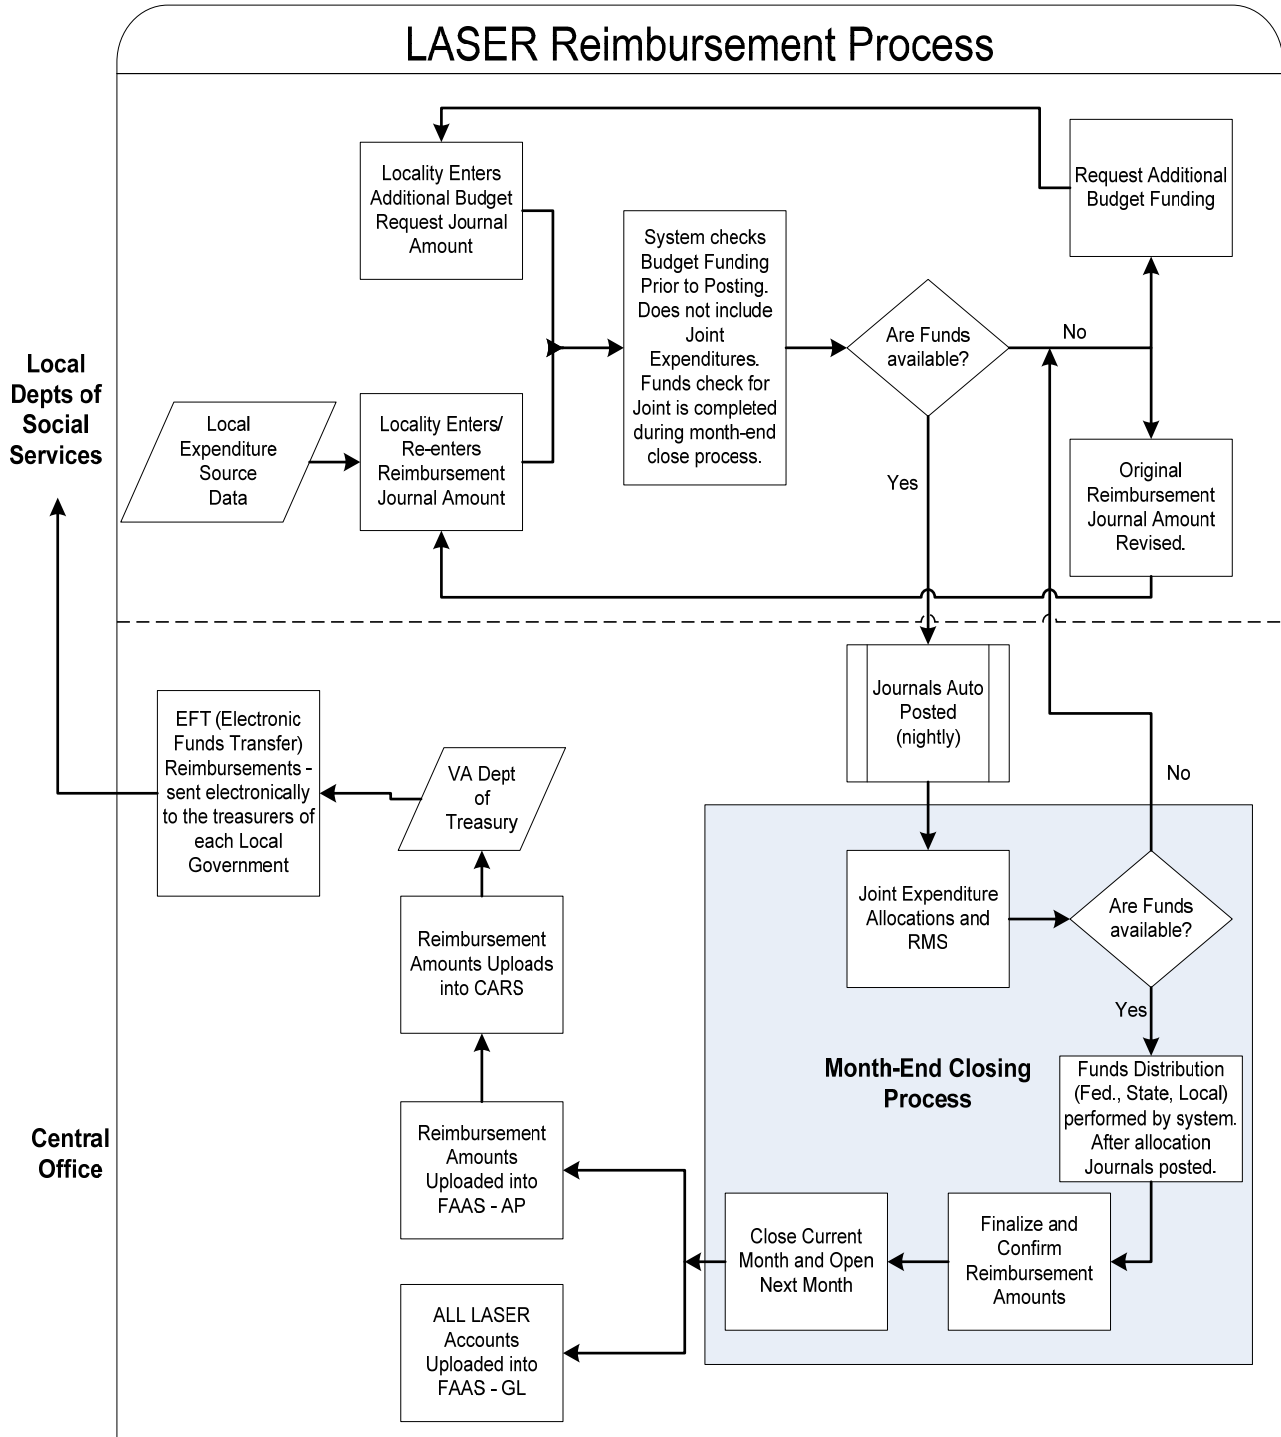 LASER Reimbursement Process
Locality Enters
Additional Budget
Request Journal
Amount
Request Additional
Budget Funding
System checks
Budget Funding
Prior to Posting.
Does not include
Joint
Expenditures.
Funds check for
Joint is completed
during month-end
close process.
Are Funds
available?
No
Yes
Local
Depts of
Social
Services
Local
Expenditure
Source
Data
Locality Enters/
Re-enters
Reimbursement
Journal Amount
Original
Reimbursement
Journal Amount
Revised.
Journals Auto
Posted
(nightly)
No
EFT (Electronic
Funds Transfer)
Reimbursements -
sent electronically
to the treasurers of
each Local
Government
VA Dept
of
Treasury
Joint Expenditure
Allocations and
RMS
Are Funds
available?
Yes
Reimbursement
Amounts Uploads
into CARS
Month-End Closing
Process
Funds Distribution
(Fed., State, Local)
performed by system.
After allocation
Journals posted.
Central
Office
Reimbursement
Amounts
Uploaded into
FAAS - AP
Close Current
Month and Open
Next Month
Finalize and
Confirm
Reimbursement
Amounts
ALL LASER
Accounts
Uploaded into
FAAS - GL